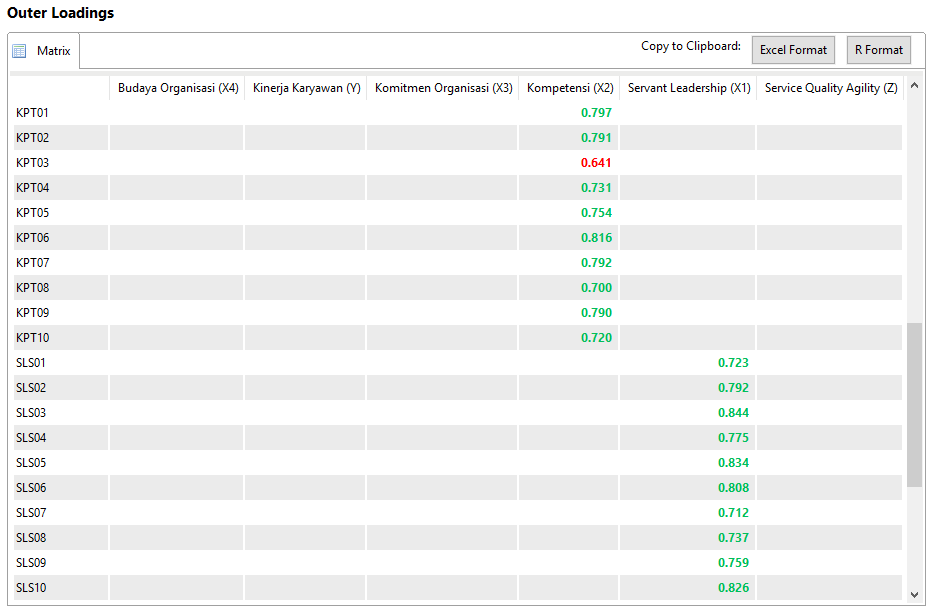 Outer Loadings
Matrix Copy to Clipboard: Excel Format R Format
Budaya Organisasi (X4) Kinerja Karyawan (Y) Komitmen Organisasi (X3) Kompetensi (X2) Servant Leadership (X1) Service Quality Agility (Z)
KPT01 0.797
KPT02 0.791
KPT03 0.641
KPT04 0.731
KPT05 0.754
KPT06 0.816
KPT07 0.792
KPT08 0.700
KPT09 0.790
KPT10 0.720
SLS01 0.723
SLS02 0.792
SLS03 0.844
SLS04 0.775
SLS05 0.834
SLS06 0.808
SLS07 0.712
SLS08 0.737
SLS09 0.759
SLS10 0.826